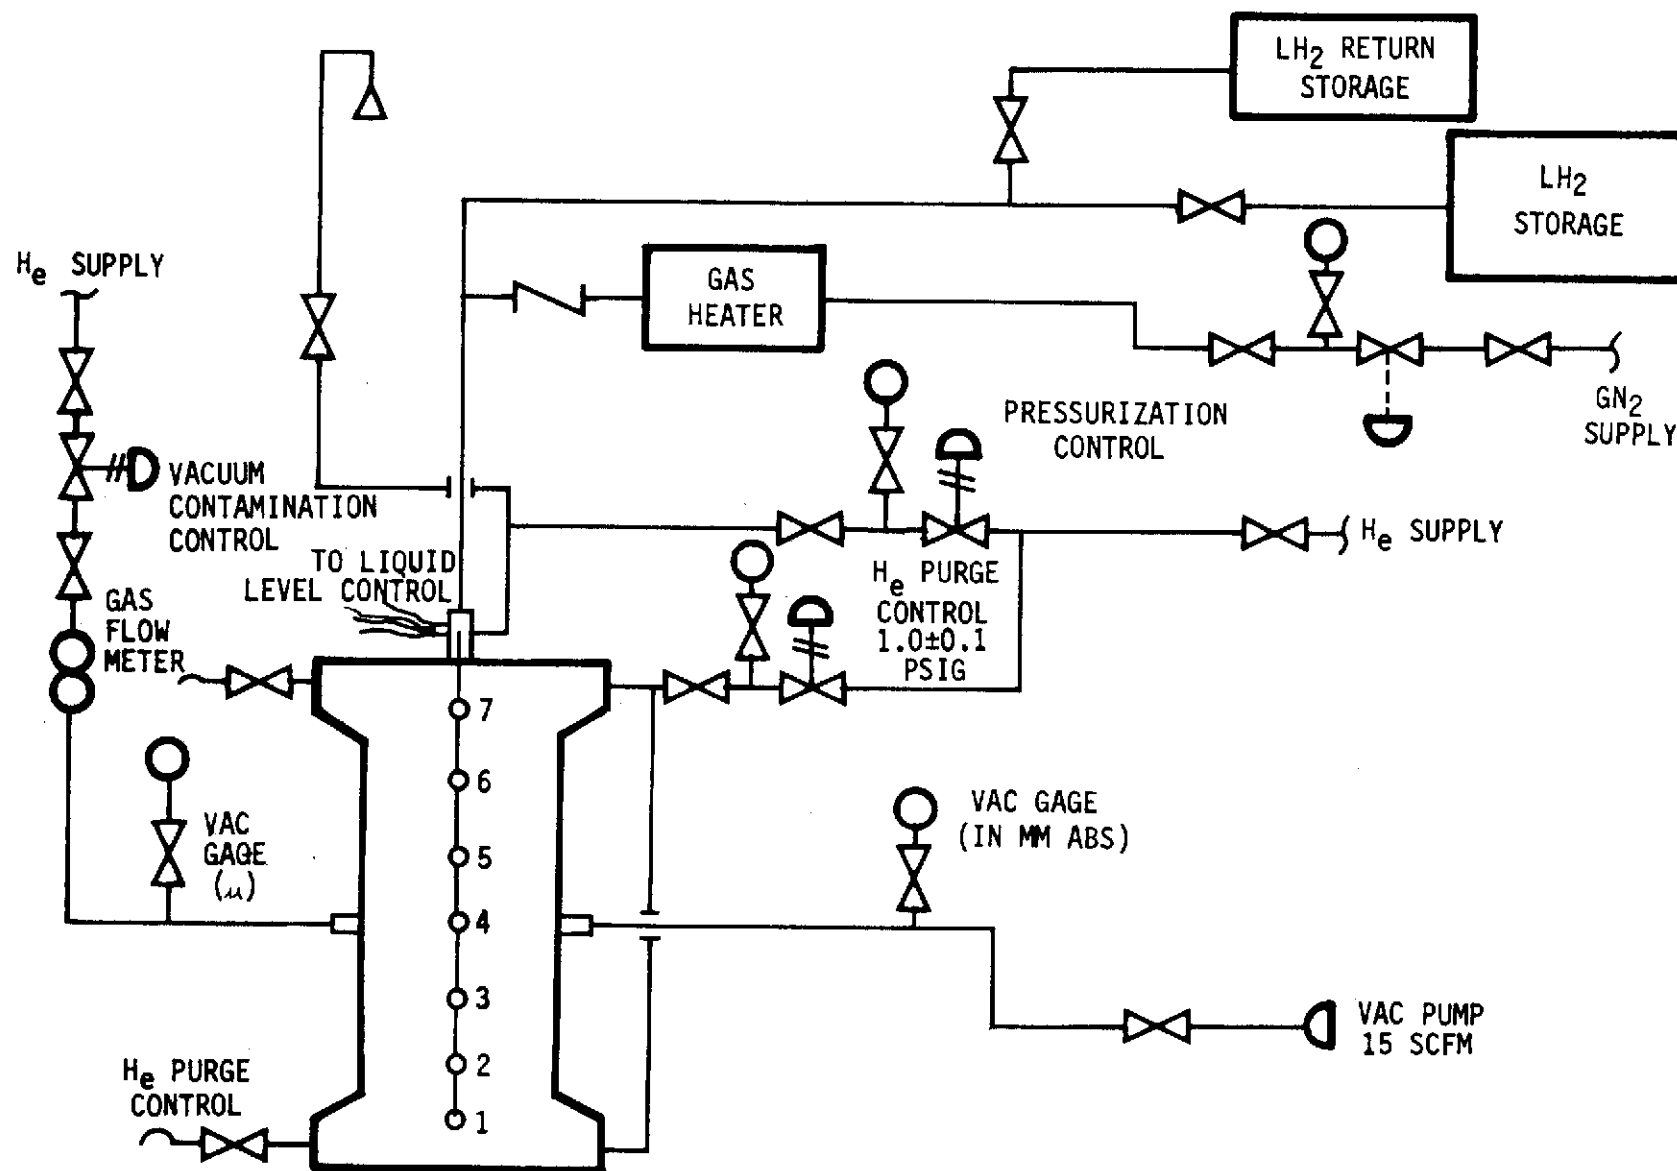 LH2 RETURN
STORAGE
LH2
STORAGE
He SUPPLY
GAS
HEATER
GN2
SUPPLY
PRESSURIZATION
CONTROL
VACUUM
CONTAMINATION
CONTROL
He SUPPLY
TO LIQUID
LEVEL CONTROL
He PURGE
CONTROL
1.0±0.1
PSIG
GAS
FLOW
METER
7
6
5
4
3
2
1
VAC
GAGE
(μ)
VAC GAGE
(IN MM ABS)
VAC PUMP
15 SCFM
He PURGE
CONTROL